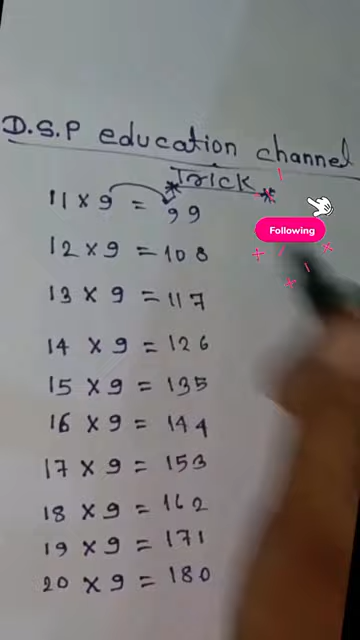 D.S.P education channel
*Trick*
11 × 9 = 99
Following
12 × 9 = 108
13 × 9 = 117
14 × 9 = 126
15 × 9 = 135
16 × 9 = 144
17 × 9 = 153
18 × 9 = 162
19 × 9 = 171
20 × 9 = 180